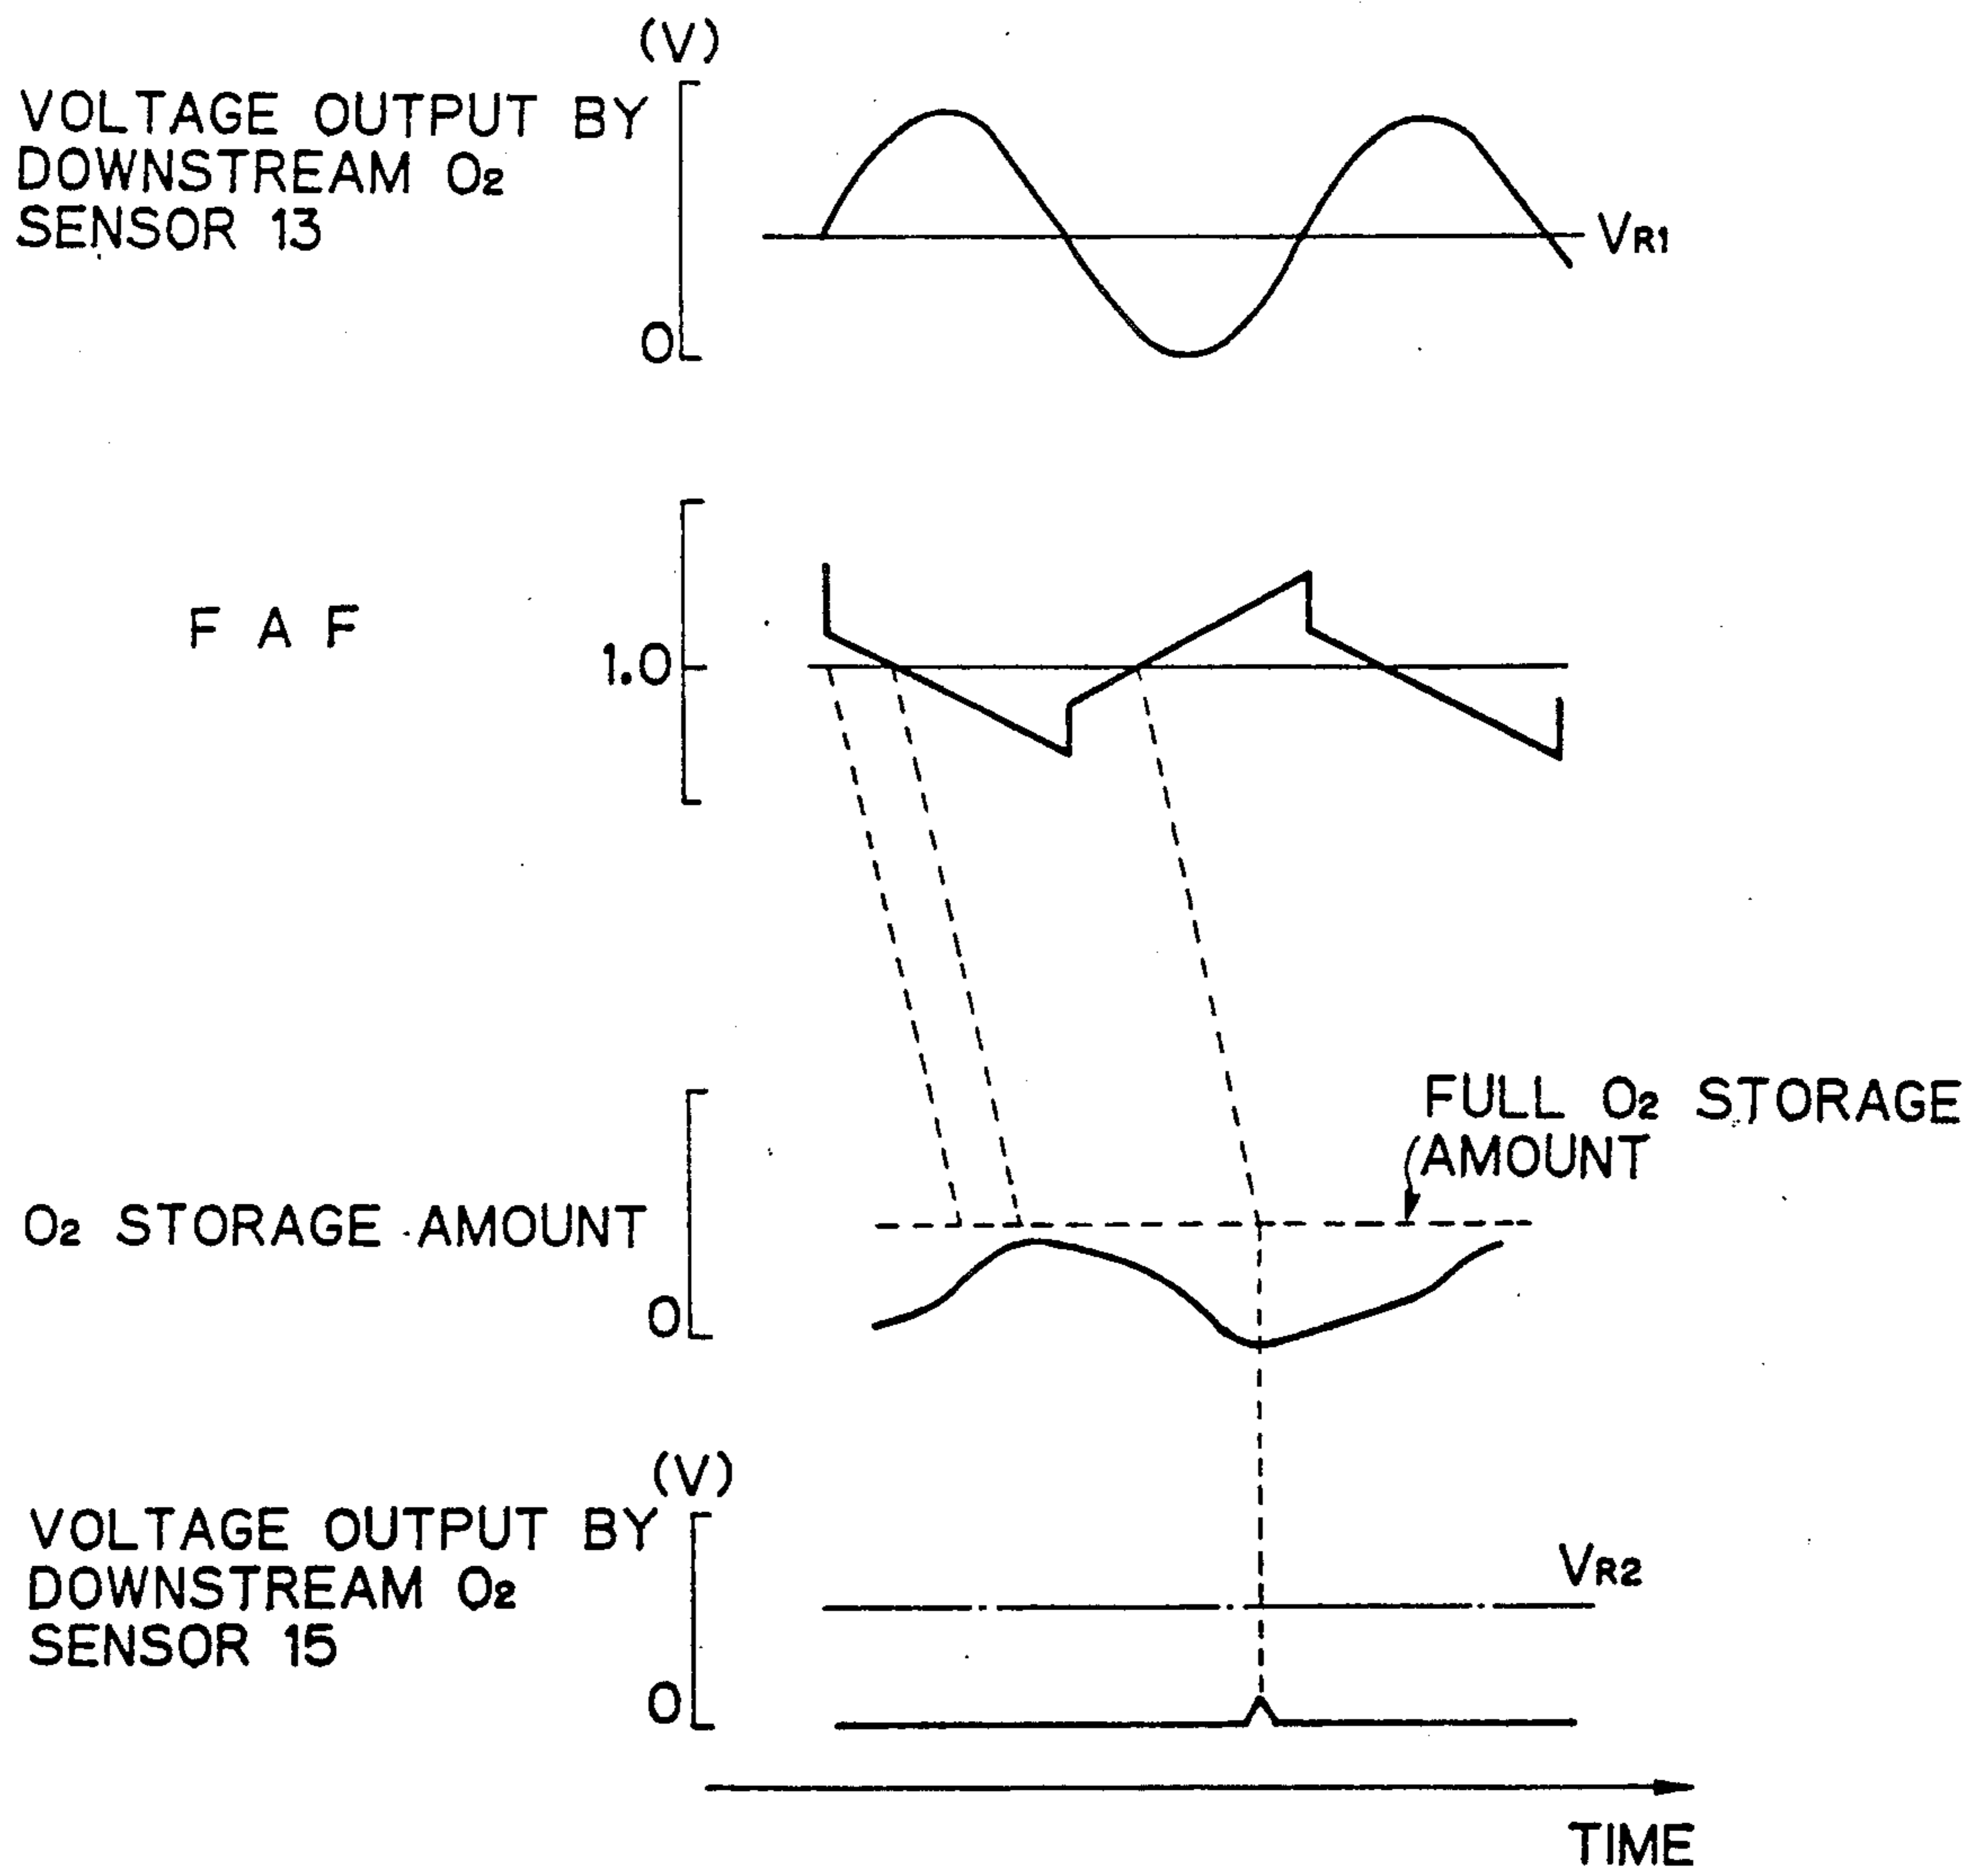 (V)
VOLTAGE OUTPUT BY
DOWNSTREAM O2
SENSOR 13
VR1
0
F A F
1.0
FULL O2 STORAGE
AMOUNT
O2 STORAGE AMOUNT
0
(V)
VOLTAGE OUTPUT BY
DOWNSTREAM O2
SENSOR 15
VR2
0
TIME